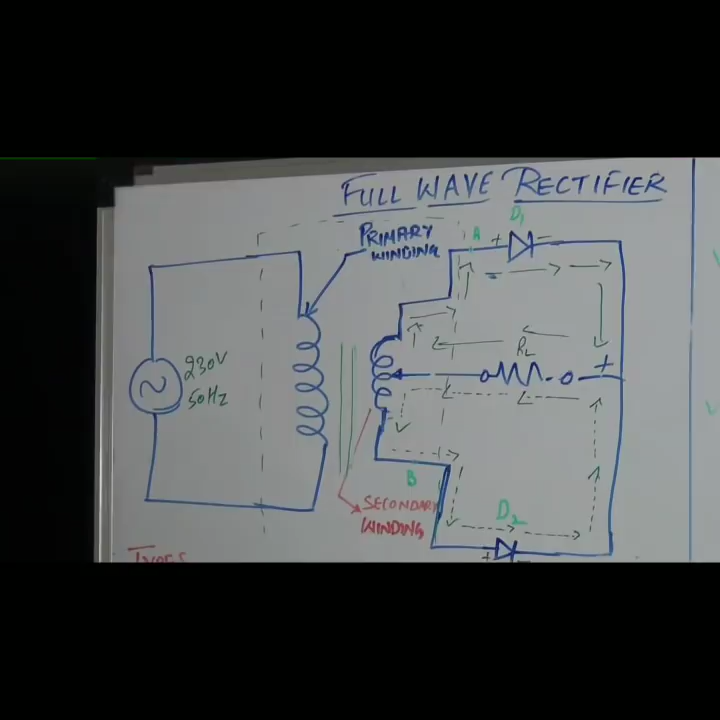 FULL WAVE RECTIFIER
PRIMARY
WINDING
A
+
D1
−
230V
50Hz
RL
+
B
SECONDARY
WINDING
D2
+
−